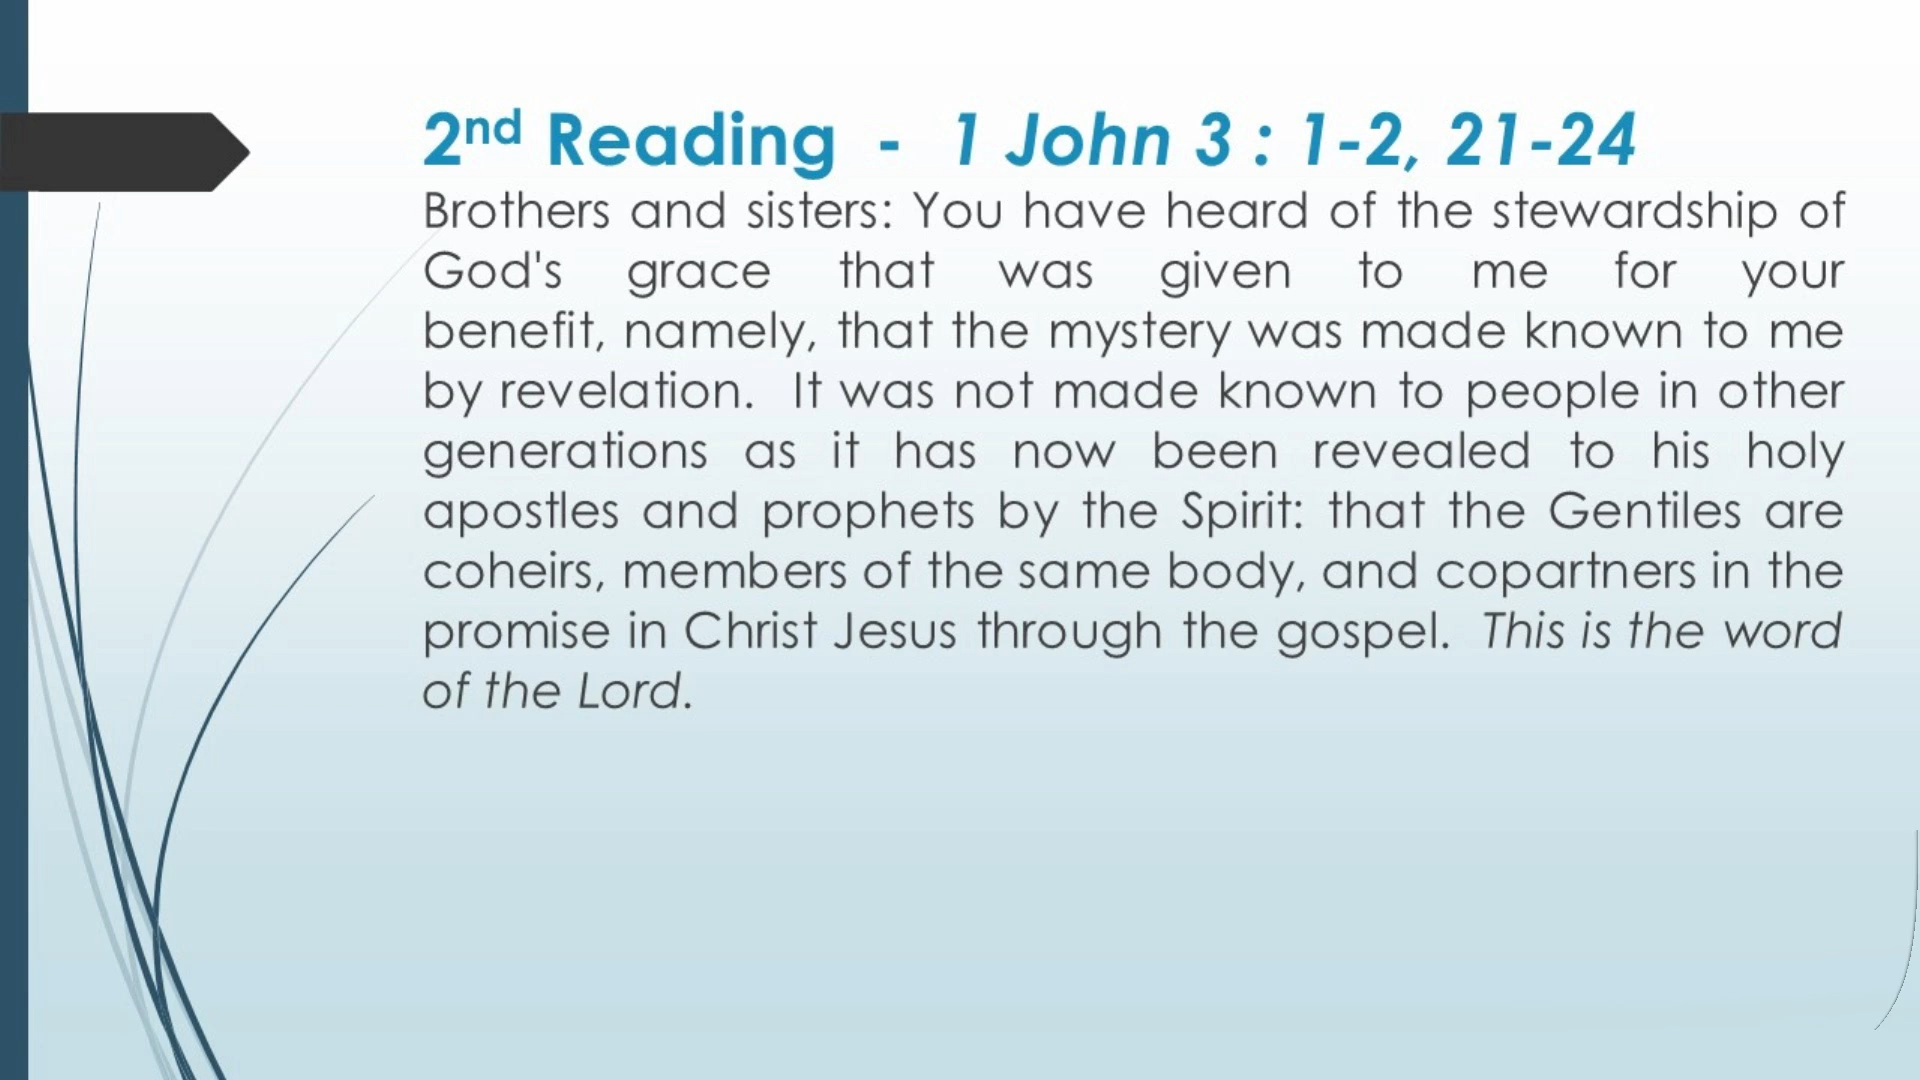 2nd Reading - 1 John 3 : 1-2, 21-24
Brothers and sisters: You have heard of the stewardship of
God's grace that was given to me for your
benefit, namely, that the mystery was made known to me
by revelation. It was not made known to people in other
generations as it has now been revealed to his holy
apostles and prophets by the Spirit: that the Gentiles are
coheirs, members of the same body, and copartners in the
promise in Christ Jesus through the gospel. This is the word
of the Lord.